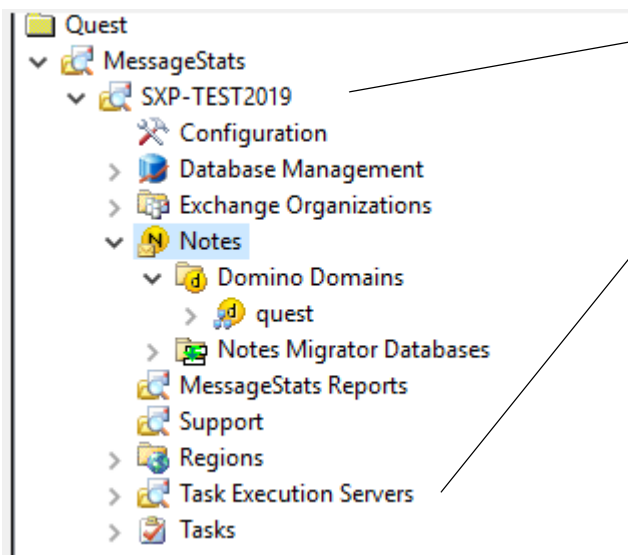 Quest
MessageStats
SXP-TEST2019
Configuration
Database Management
Exchange Organizations
Notes
Domino Domains
quest
Notes Migrator Databases
MessageStats Reports
Support
Regions
Task Execution Servers
Tasks